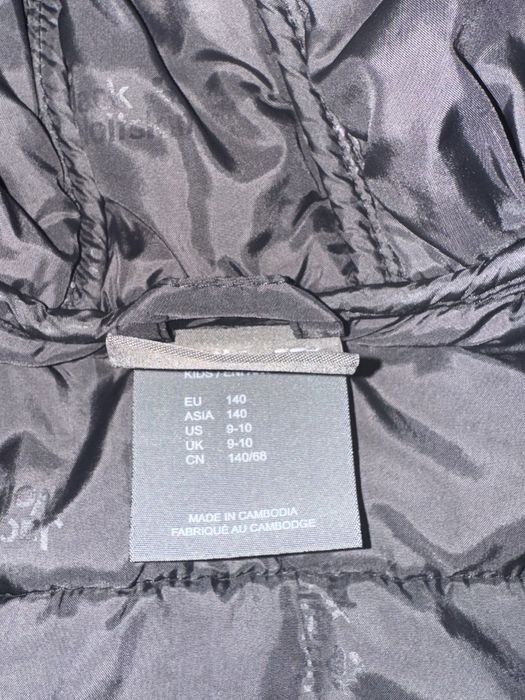 KIDS /
EU 140
ASIA 140
US 9-10
UK 9-10
CN 140/68
MADE IN CAMBODIA
FABRIQUÉ AU CAMBODGE